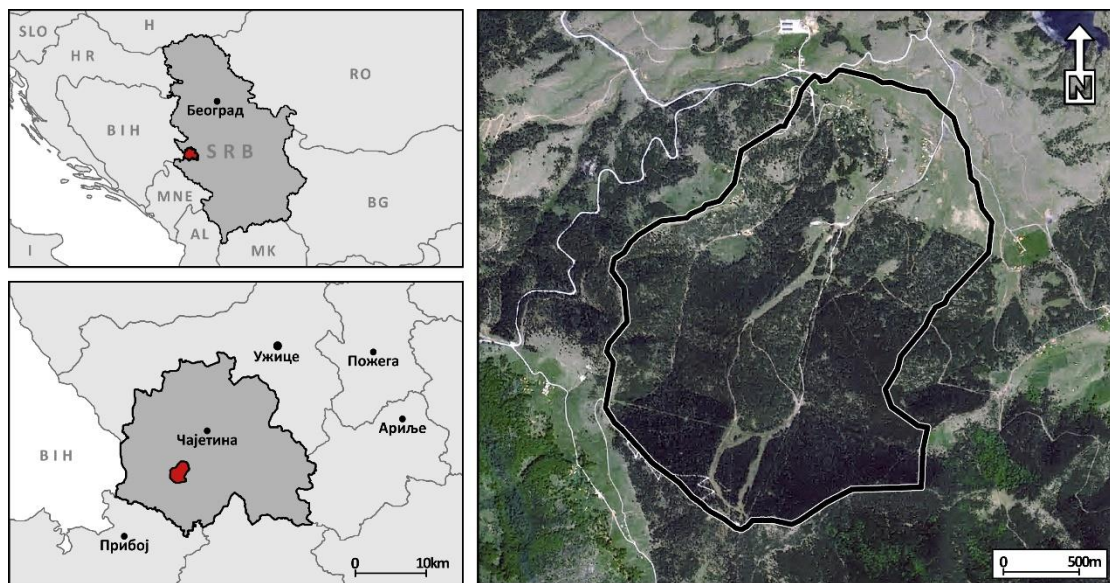 SLO
H
HR
RO
Београд
BIH
SRB
MNE
BG
AL
I
MK
Ужице
Пожега
Ариље
Чајетина
BIH
Прибој
0 10km
N
0 500m